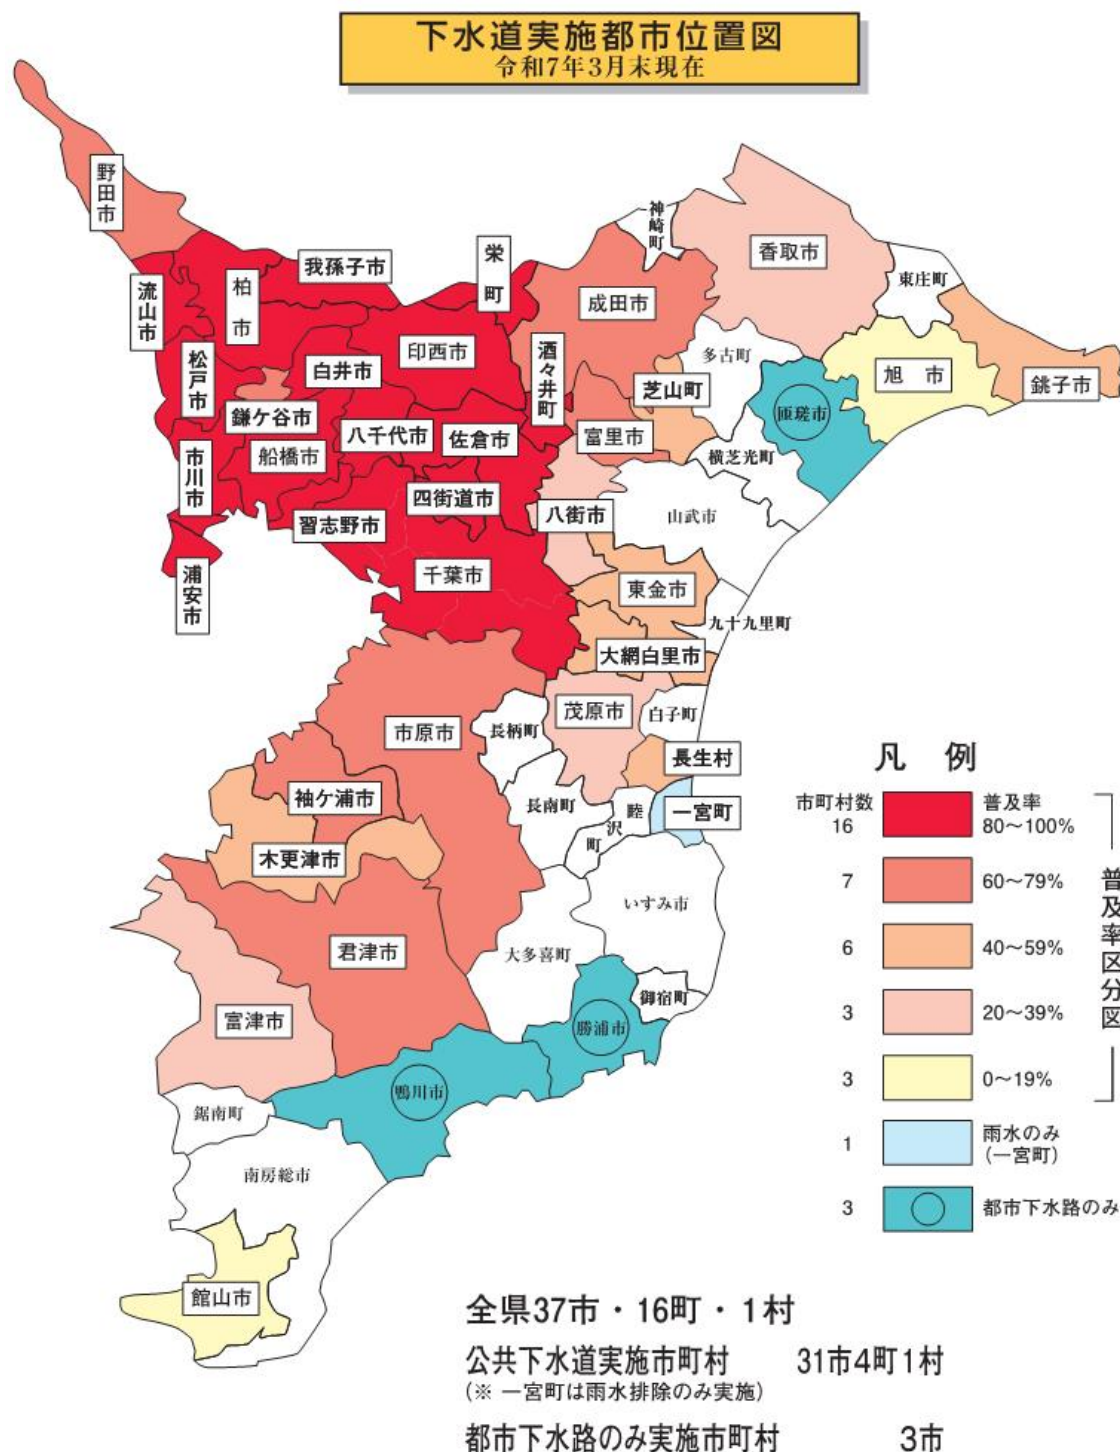 下水道実施都市位置図
令和7年3月末現在
野田市
流山市
柏市
我孫子市
栄町
神崎町
香取市
東庄町
成田市
松戸市
白井市
印西市
酒々井町
多古町
芝山町
匝瑳市
旭市
銚子市
鎌ケ谷市
八千代市
佐倉市
富里市
横芝光町
市川市
船橋市
四街道市
八街市
山武市
習志野市
浦安市
千葉市
東金市
九十九里町
大網白里市
市原市
長柄町
茂原市
白子町
長生村
袖ケ浦市
長南町
睦沢町
一宮町
木更津市
いすみ市
君津市
大多喜町
富津市
勝浦市
御宿町
鋸南町
鴨川市
南房総市
館山市
凡 例
市町村数 普及率
16 80～100%
7 60～79%
6 40～59%
3 20～39%
3 0～19%
1 雨水のみ
(一宮町)
3 都市下水路のみ
普及率区分図
全県37市・16町・1村
公共下水道実施市町村 31市4町1村
(※ 一宮町は雨水排除のみ実施)
都市下水路のみ実施市町村 3市